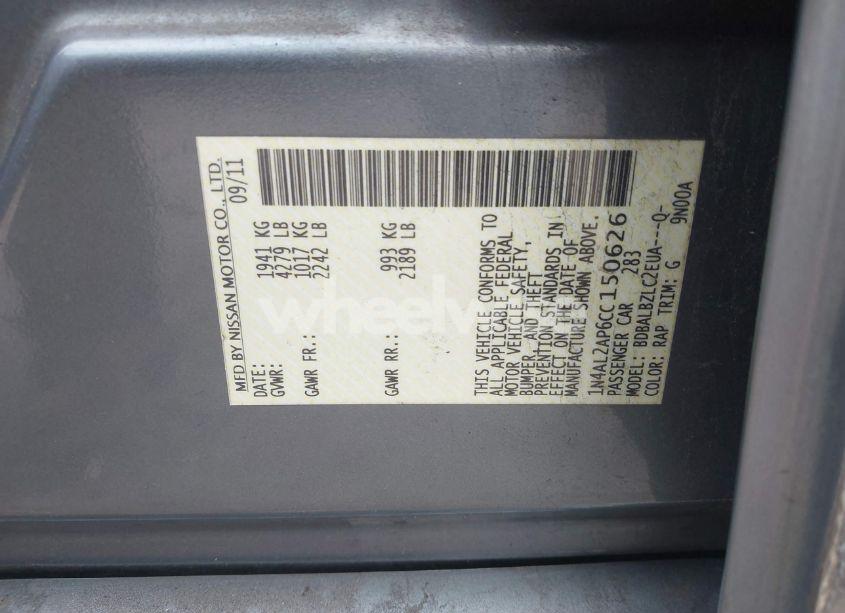 MFD BY NISSAN MOTOR CO., LTD.
DATE: 09/11
GVWR: 1941 KG
4279 LB
GAWR FR.: 1017 KG
2242 LB
GAWR RR.: 993 KG
2189 LB
THIS VEHICLE CONFORMS TO
ALL APPLICABLE FEDERAL
MOTOR VEHICLE SAFETY,
BUMPER, AND THEFT
PREVENTION STANDARDS IN
EFFECT ON THE DATE OF
MANUFACTURE SHOWN ABOVE.
1N4AL2AP6CC150626
PASSENGER CAR 283
MODEL: BDBALBZLC2EUA---Q-
COLOR: RAP TRIM: G 9N00A